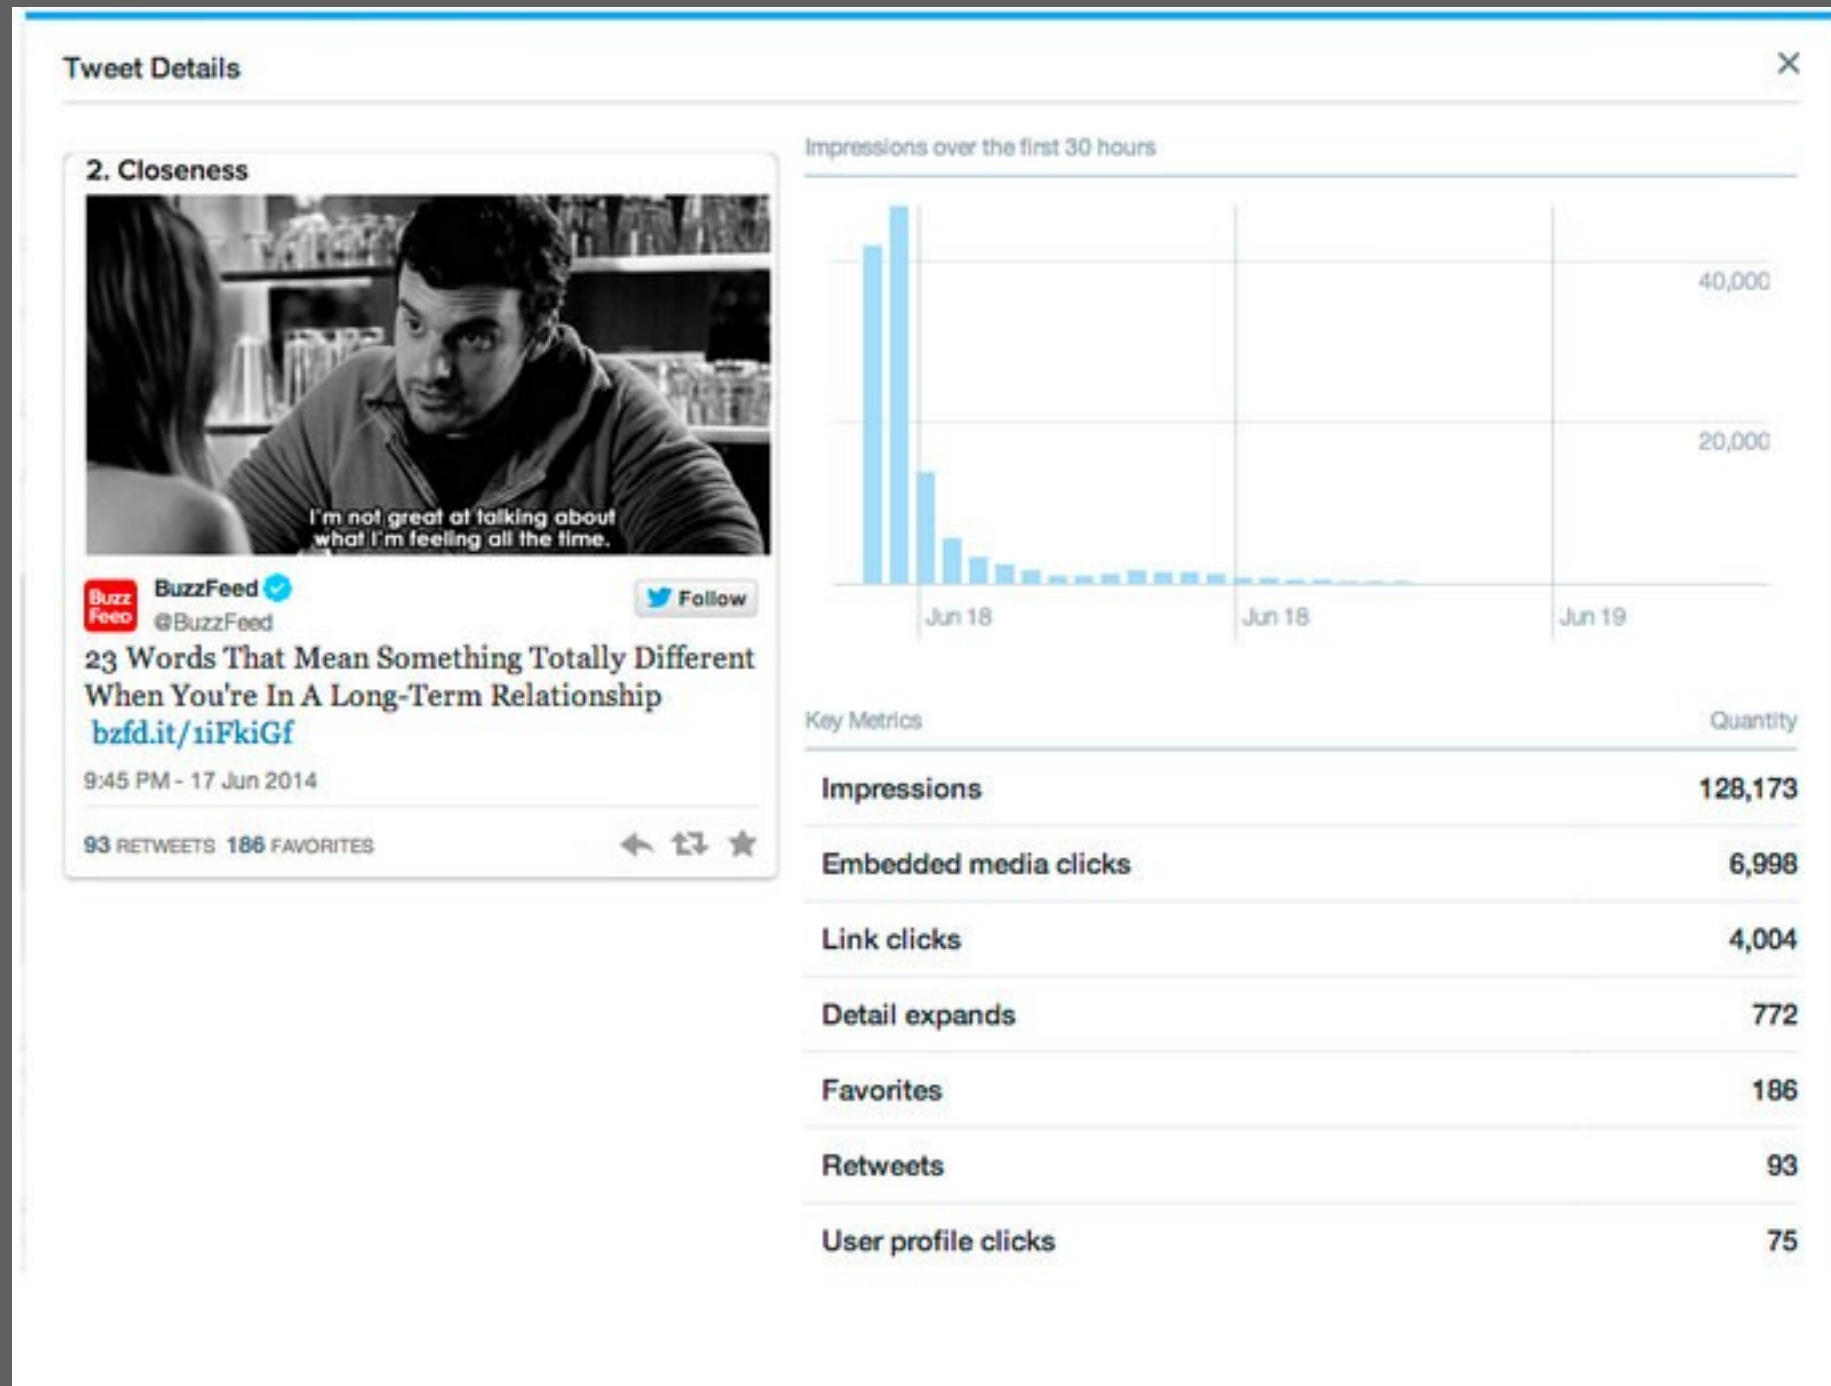 Tweet Details
2. Closeness
I'm not great at talking about
what I'm feeling all the time.
Buzz
Feed
BuzzFeed
@BuzzFeed
Follow
23 Words That Mean Something Totally Different
When You're In A Long-Term Relationship
bzfd.it/1iFkiGf
9:45 PM - 17 Jun 2014
93 RETWEETS 186 FAVORITES
Impressions over the first 30 hours
40,000
20,000
Jun 18 Jun 18 Jun 19
Key Metrics Quantity
Impressions 128,173
Embedded media clicks 6,998
Link clicks 4,004
Detail expands 772
Favorites 186
Retweets 93
User profile clicks 75